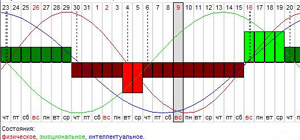 23 24 25 26 27 28 29 30 31 1 2 3 4 5 6 7 8 9 10 11 12 13 14 15 16 17 18 19 20
чт пт сб вс пн вт ср чт пт сб вс пн вт ср чт пт сб вс пн вт ср чт пт сб вс пн вт ср чт
Состояния:
физическое, эмоциональное, интеллектуальное.